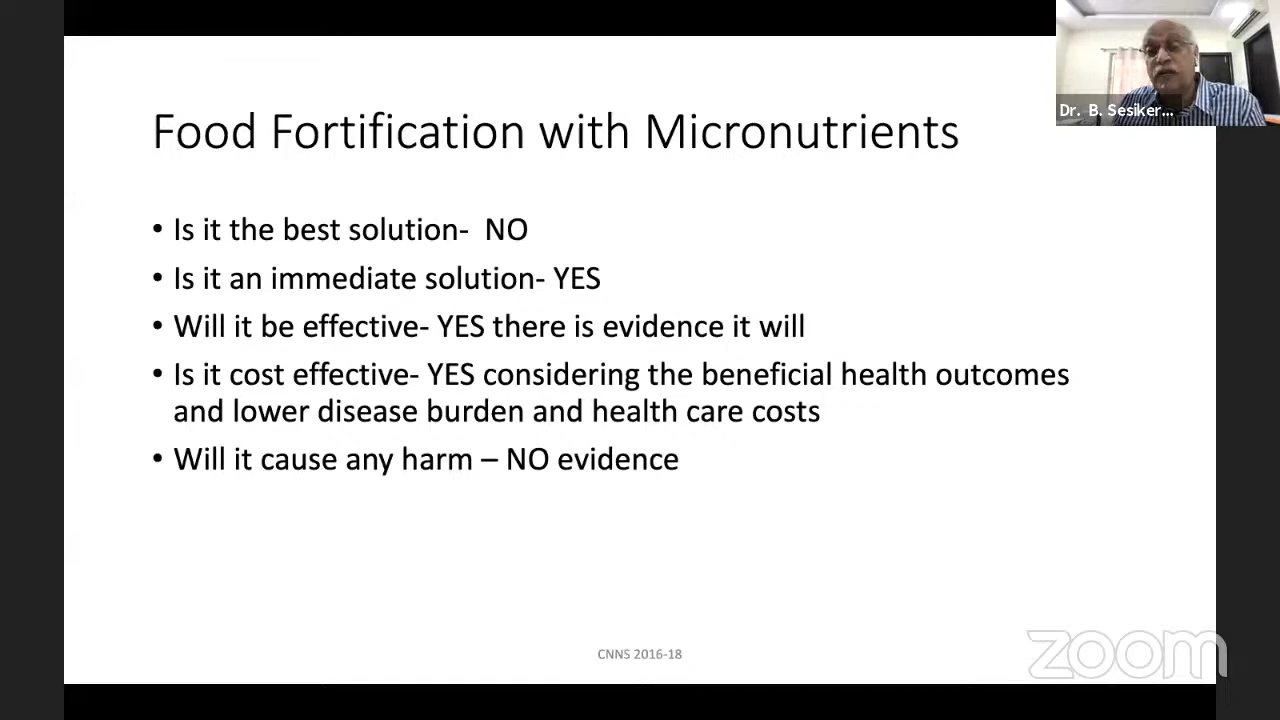 Dr. B. Sesiker...
Food Fortification with Micronutrients
• Is it the best solution- NO
• Is it an immediate solution- YES
• Will it be effective- YES there is evidence it will
• Is it cost effective- YES considering the beneficial health outcomes
and lower disease burden and health care costs
• Will it cause any harm – NO evidence
CNNS 2016-18
zoom